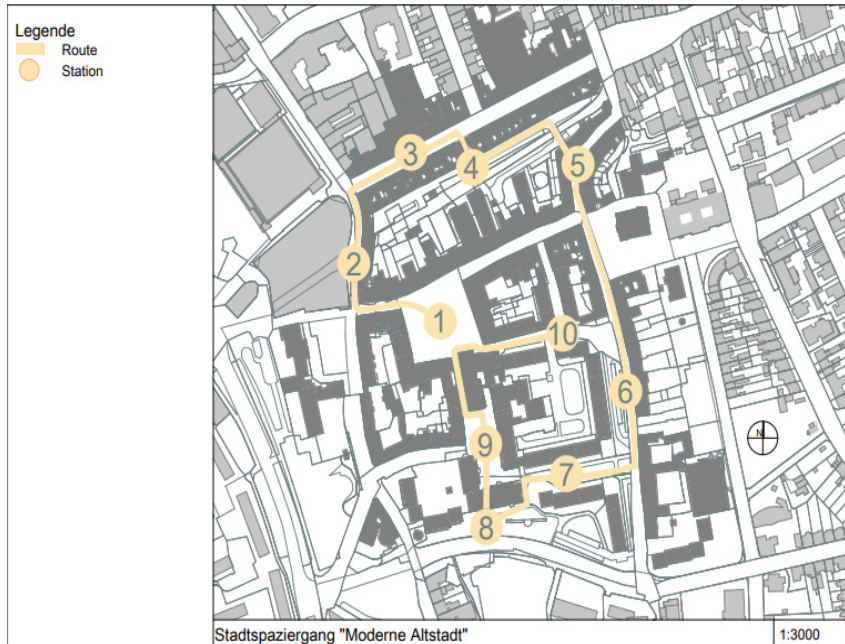 Legende
Route
Station
3
4
5
2
1
10
6
9
7
8
N
Stadtspaziergang "Moderne Altstadt"
1:3000